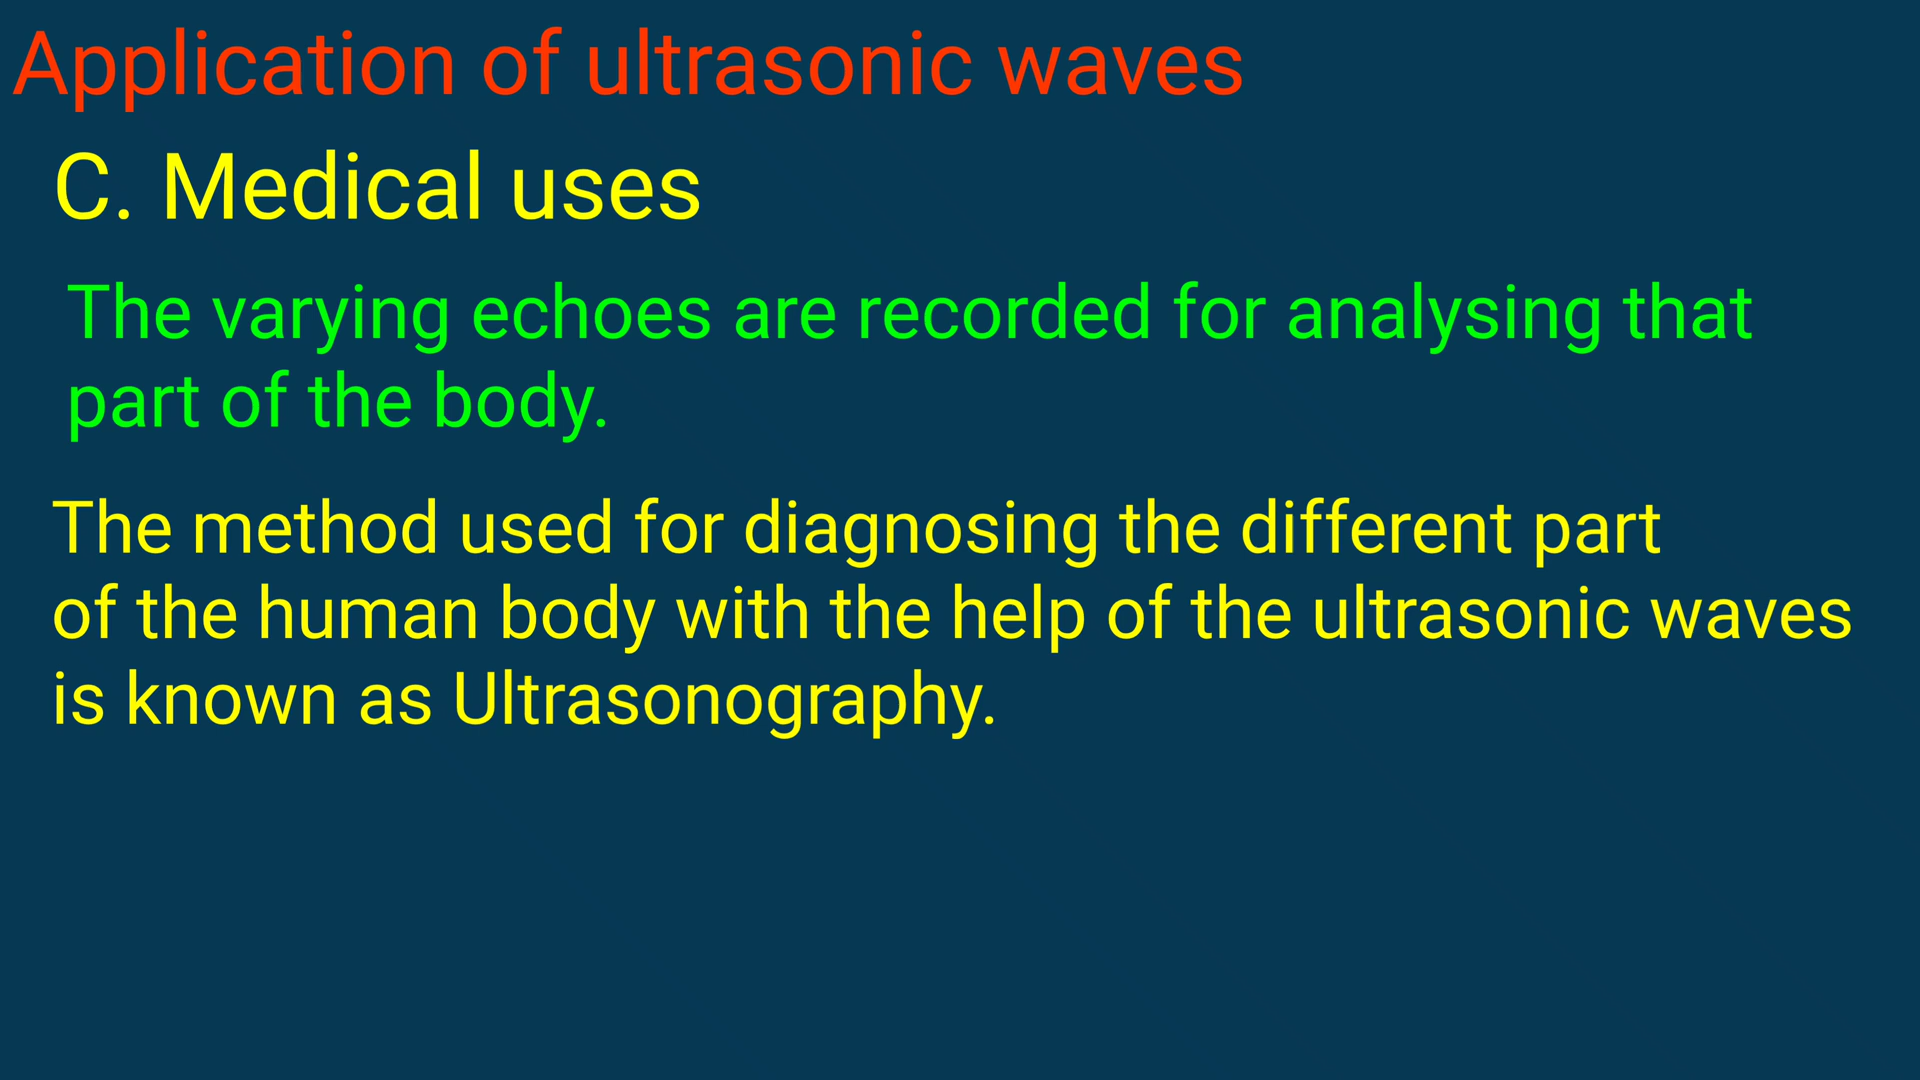 Application of ultrasonic waves
C. Medical uses
The varying echoes are recorded for analysing that
part of the body.
The method used for diagnosing the different part
of the human body with the help of the ultrasonic waves
is known as Ultrasonography.